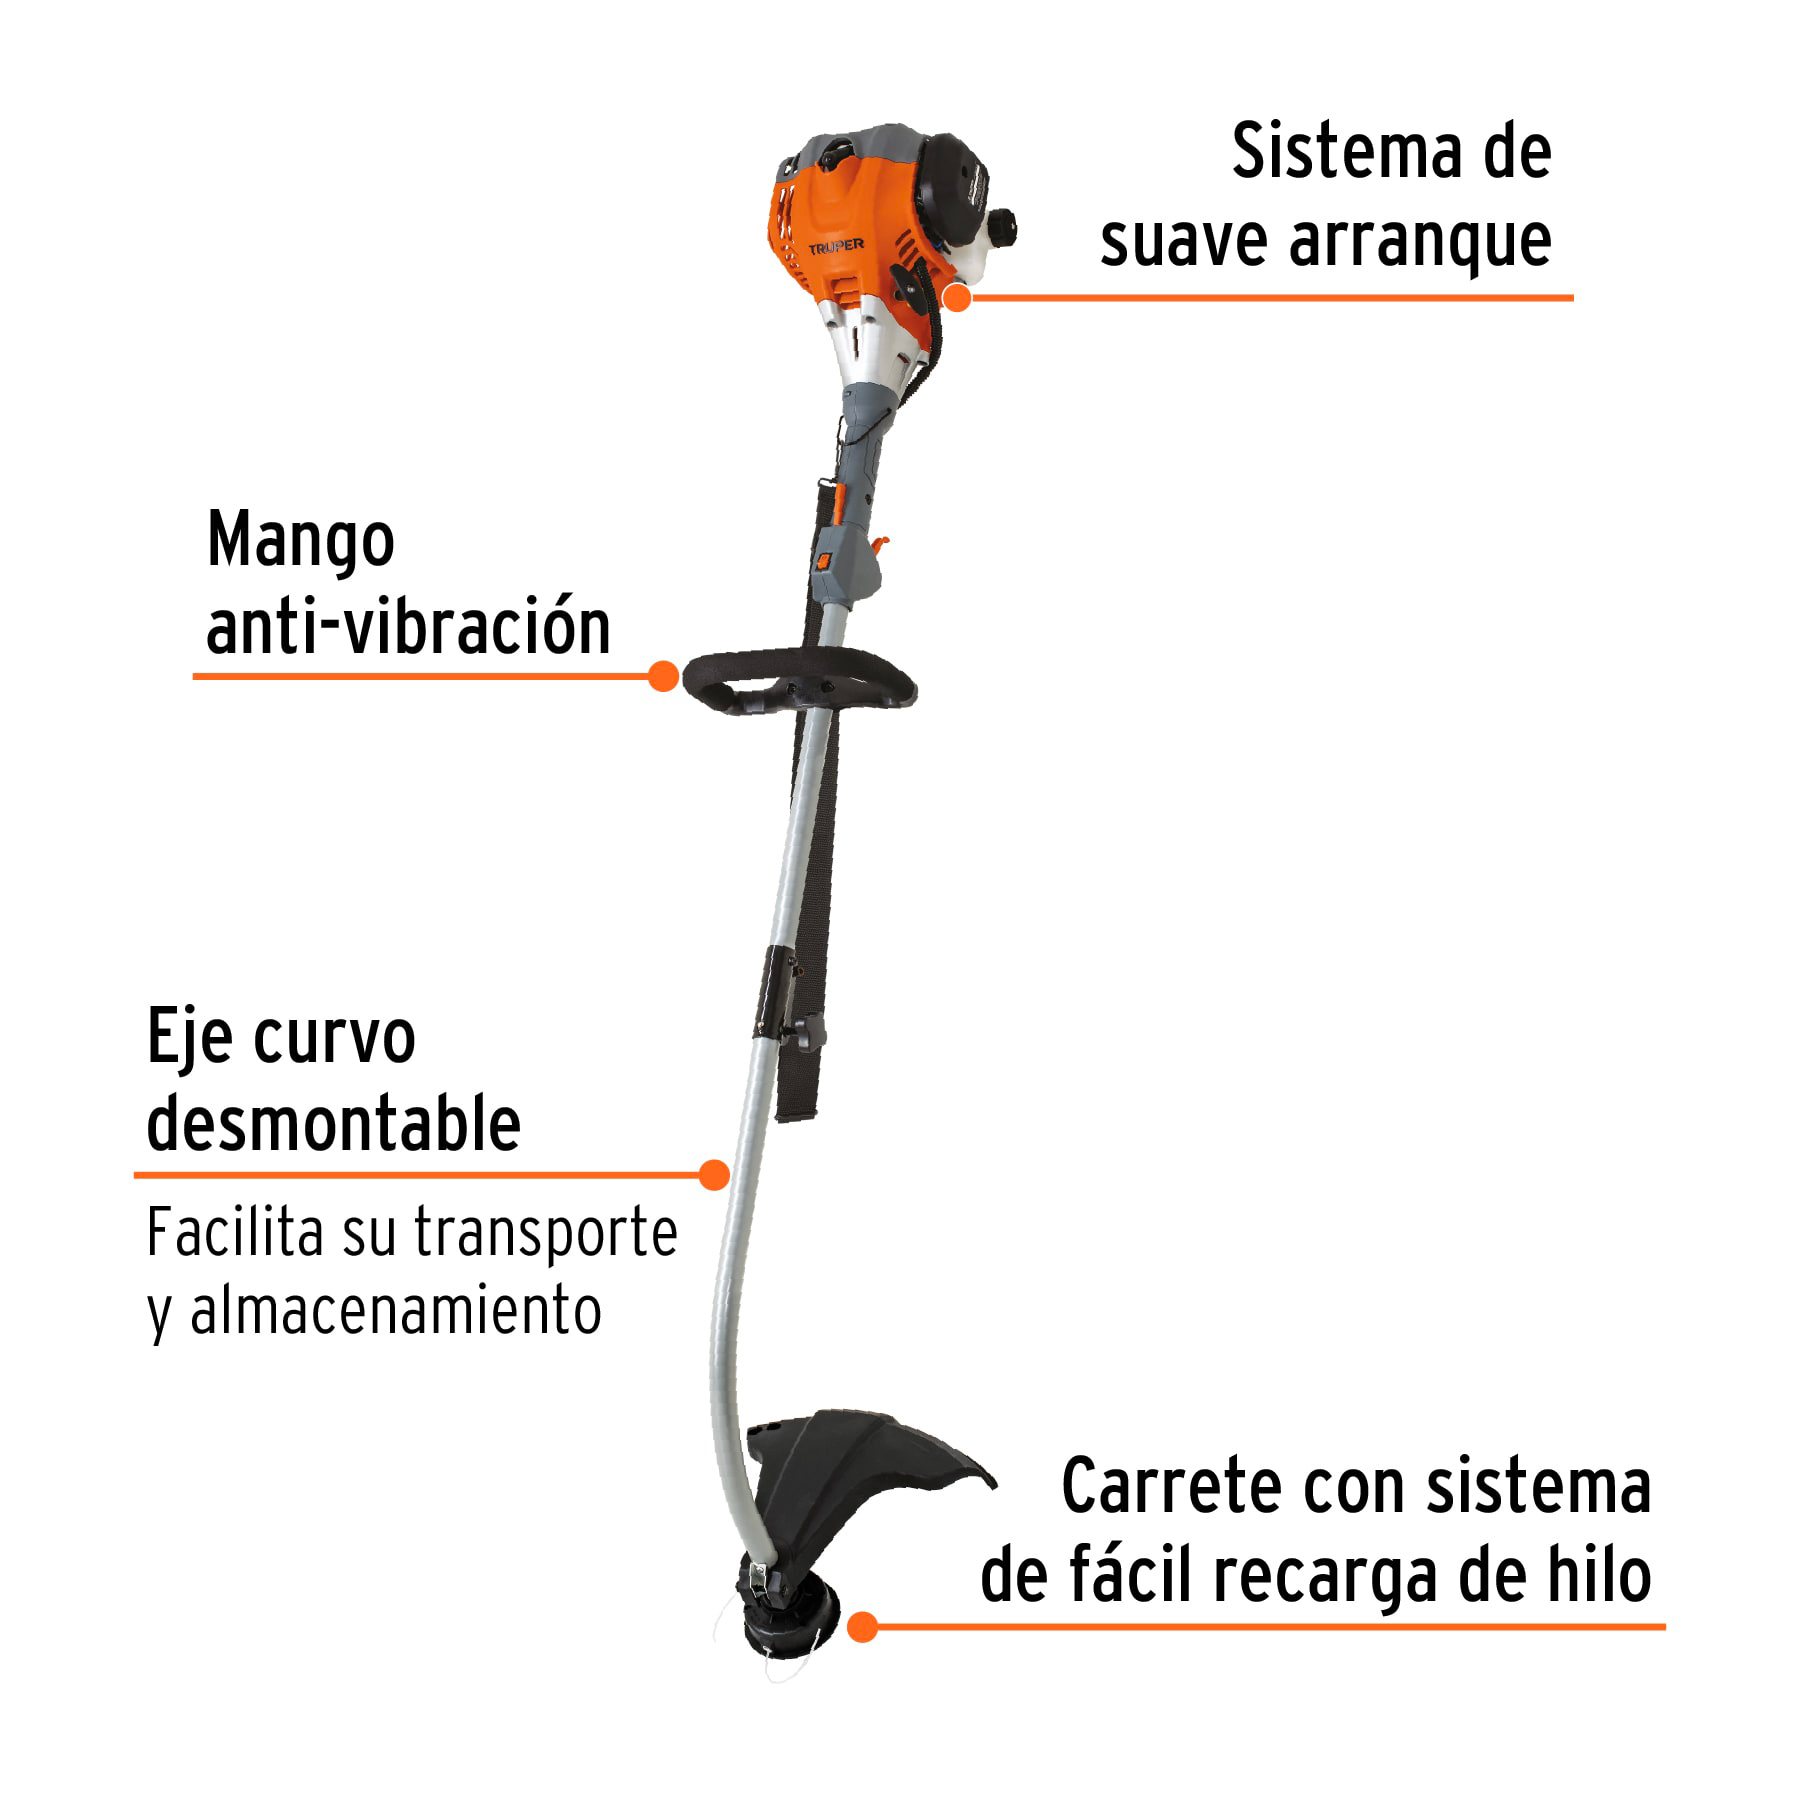 Sistema de
suave arranque
TRUPER
Mango
anti-vibración
Eje curvo
desmontable
Facilita su transporte
y almacenamiento
Carrete con sistema
de fácil recarga de hilo